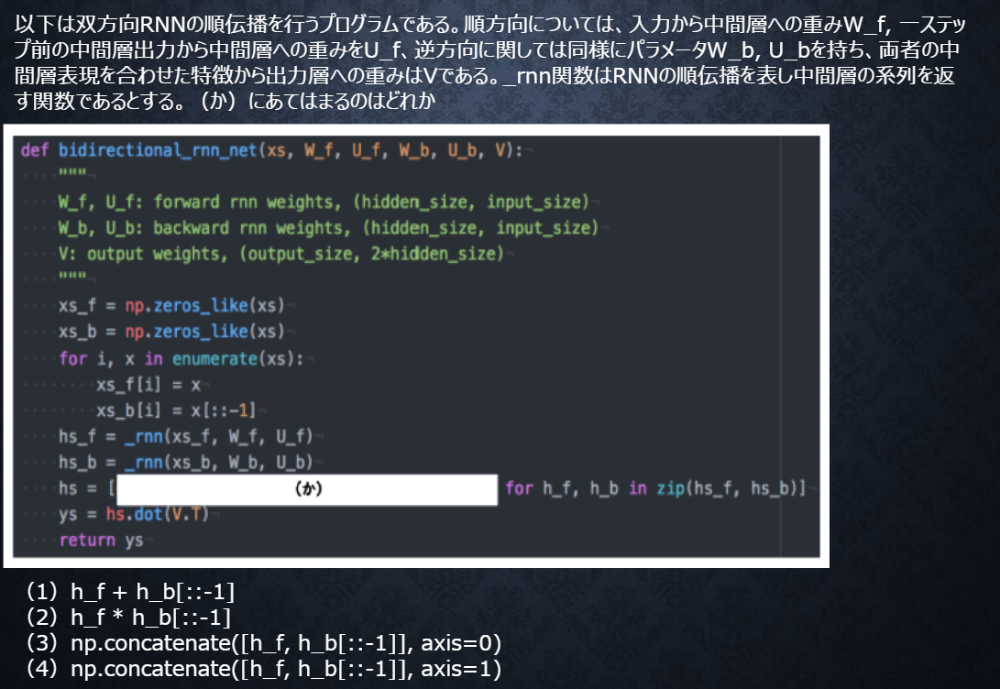 以下は双方向RNNの順伝播を行うプログラムである。順方向については、入力から中間層への重みW_f, 一ステッ
プ前の中間層出力から中間層への重みをU_f、逆方向に関しては同様にパラメータW_b, U_bを持ち、両者の中
間層表現を合わせた特徴から出力層への重みはVである。_rnn関数はRNNの順伝播を表し中間層の系列を返
す関数であるとする。（か）にあてはまるのはどれか
def bidirectional_rnn_net(xs, W_f, U_f, W_b, U_b, V):
"""
W_f, U_f: forward rnn weights, (hidden_size, input_size)
W_b, U_b: backward rnn weights, (hidden_size, input_size)
V: output weights, (output_size, 2*hidden_size)
"""
xs_f = np.zeros_like(xs)
xs_b = np.zeros_like(xs)
for i, x in enumerate(xs):
xs_f[i] = x
xs_b[i] = x[::-1]
hs_f = _rnn(xs_f, W_f, U_f)
hs_b = _rnn(xs_b, W_b, U_b)
hs = [ （か） for h_f, h_b in zip(hs_f, hs_b)]
ys = hs.dot(V.T)
return ys
（1）h_f + h_b[::-1]
（2）h_f * h_b[::-1]
（3）np.concatenate([h_f, h_b[::-1]], axis=0)
（4）np.concatenate([h_f, h_b[::-1]], axis=1)